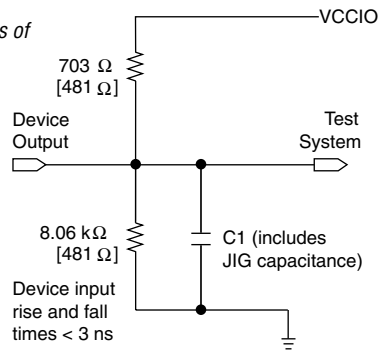 s of
VCCIO
703 Ω
[481 Ω]
Device
Output
Test
System
8.06 kΩ
[481 Ω]
C1 (includes
JIG capacitance)
Device input
rise and fall
times < 3 ns